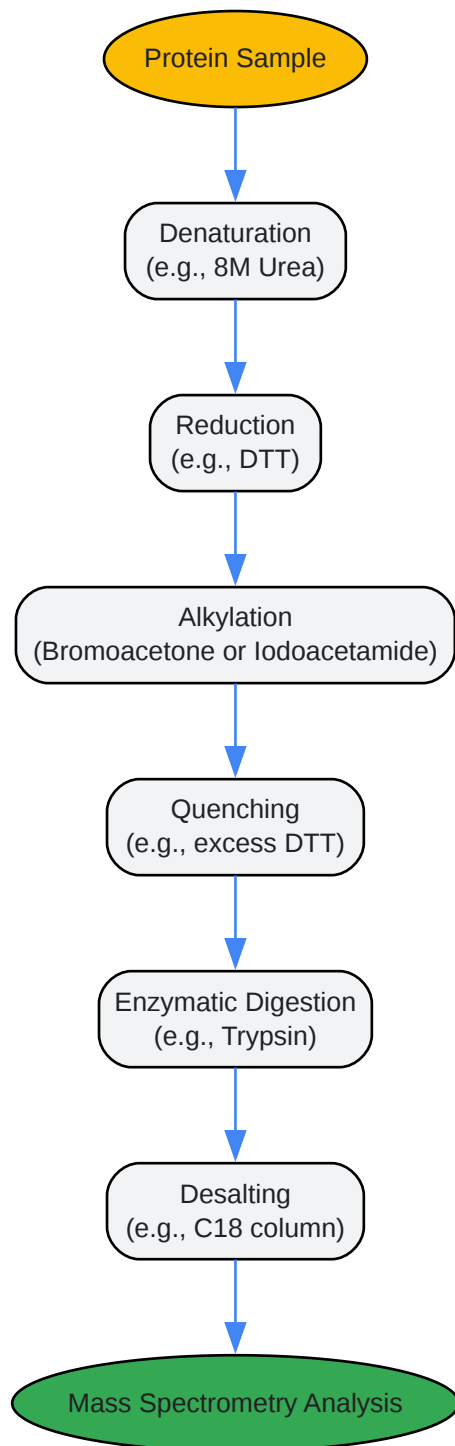 Protein Sample
Denaturation
(e.g., 8M Urea)
Reduction
(e.g., DTT)
Alkylation
(Bromoacetone or Iodoacetamide)
Quenching
(e.g., excess DTT)
Enzymatic Digestion
(e.g., Trypsin)
Desalting
(e.g., C18 column)
Mass Spectrometry Analysis